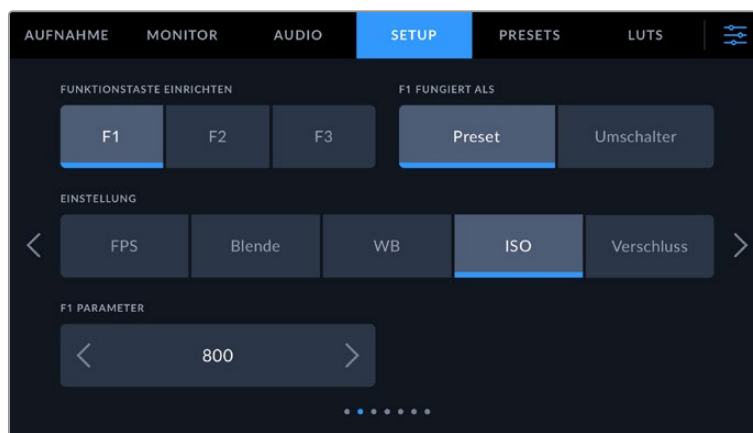 AUFNAHME MONITOR AUDIO SETUP PRESETS LUTS
FUNKTIONSTASTE EINRICHTEN F1 FUNGIERT ALS
F1 F2 F3 Preset Umschalter
EINSTELLUNG
FPS Blende WB ISO Verschluss
F1 PARAMETER
800